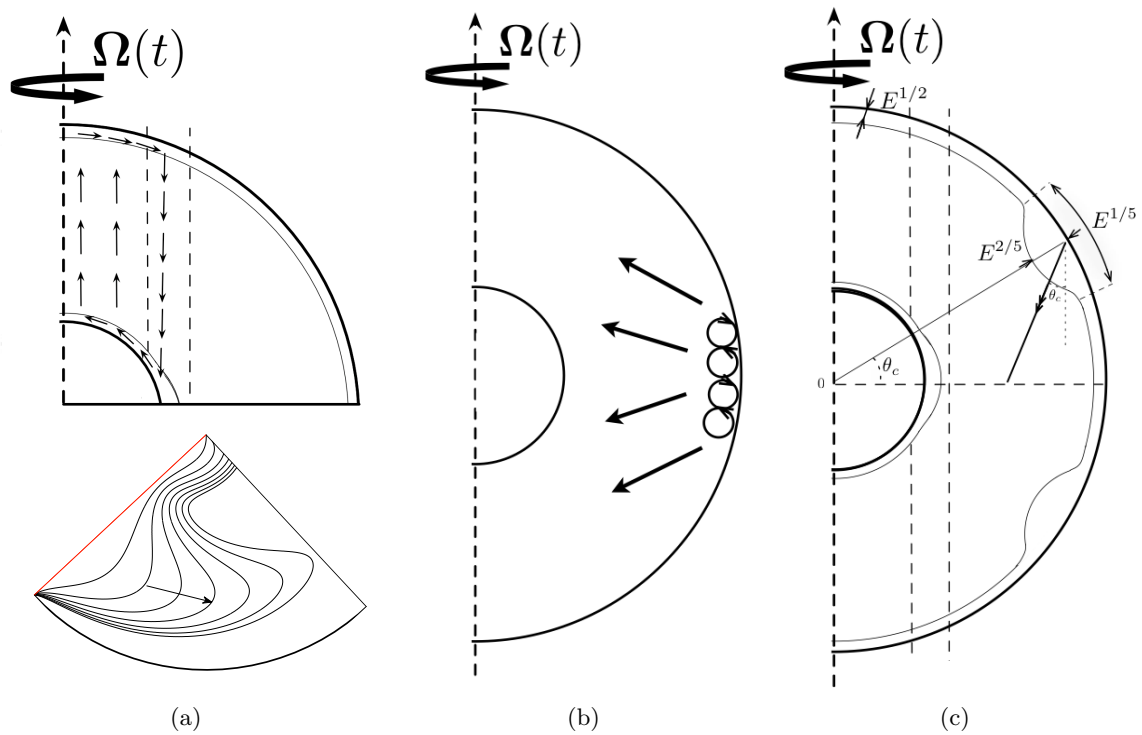 Ω(t)
Ω(t)
Ω(t)
E^{1/2}
E^{1/5}
E^{2/5}
θ_c
θ_c
0
(a)
(b)
(c)